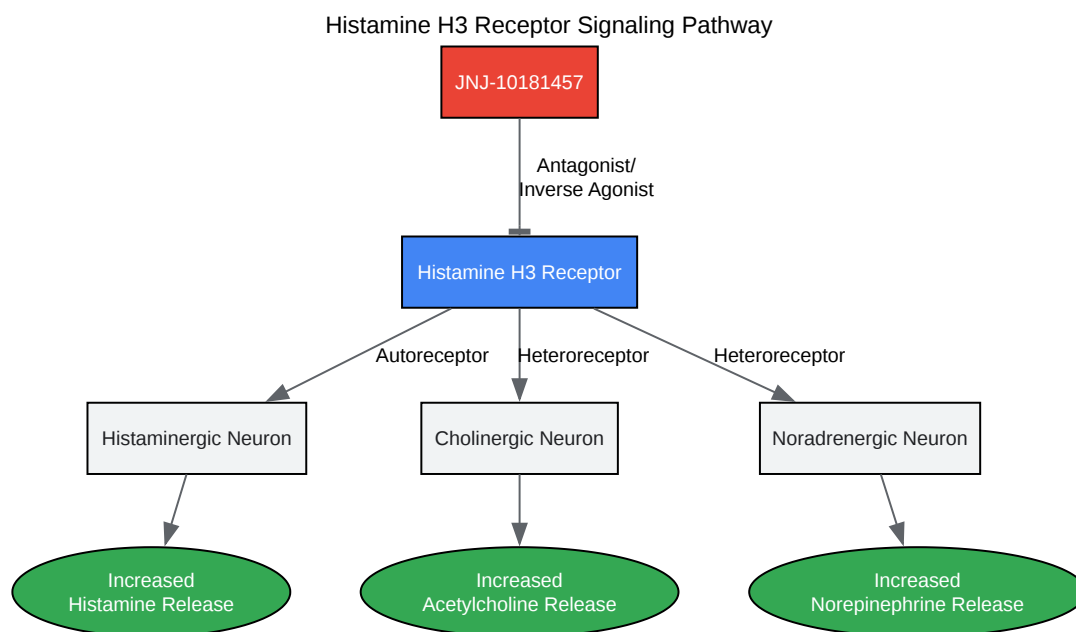 Histamine H3 Receptor Signaling Pathway
JNJ-10181457
Antagonist/
Inverse Agonist
Histamine H3 Receptor
Autoreceptor
Heteroreceptor
Heteroreceptor
Histaminergic Neuron
Cholinergic Neuron
Noradrenergic Neuron
Increased
Histamine Release
Increased
Acetylcholine Release
Increased
Norepinephrine Release